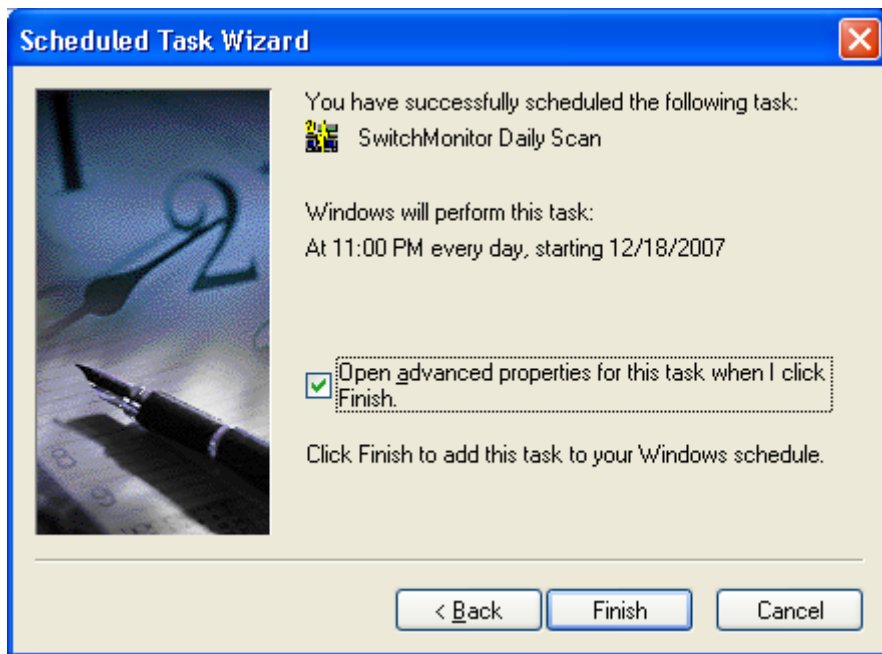 Scheduled Task Wizard
You have successfully scheduled the following task:
SwitchMonitor Daily Scan
Windows will perform this task:
At 11:00 PM every day, starting 12/18/2007
Open advanced properties for this task when I click
Finish.
Click Finish to add this task to your Windows schedule.
< Back
Finish
Cancel
2